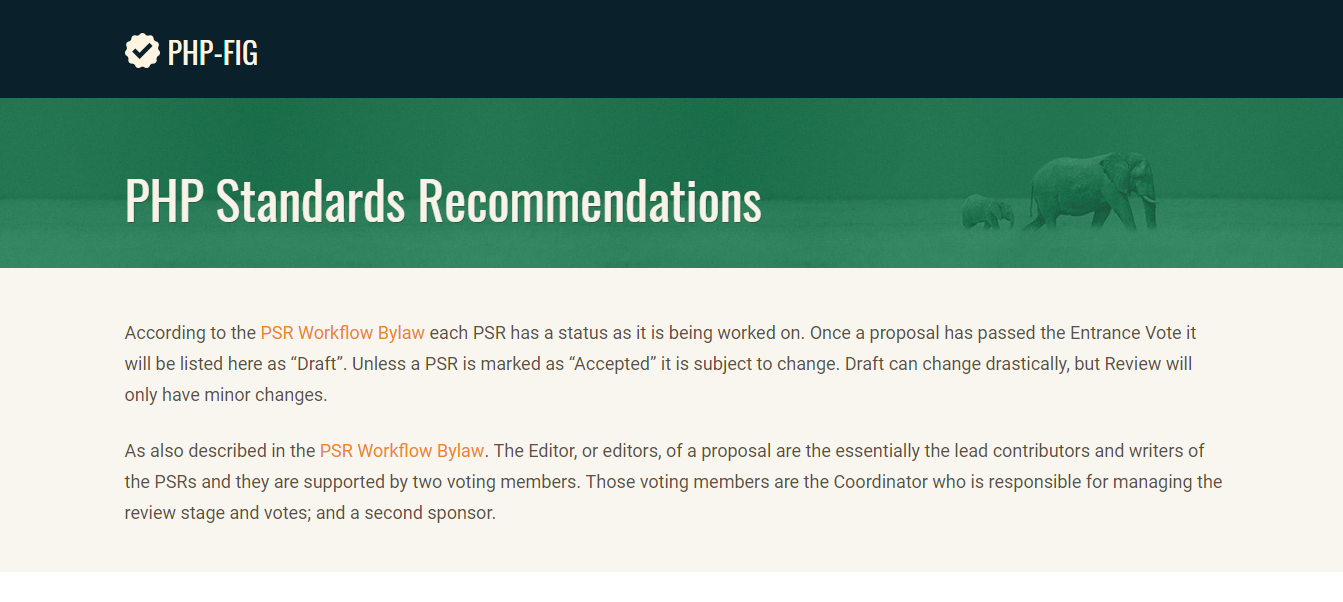 PHP-FIG
PHP Standards Recommendations
According to the PSR Workflow Bylaw each PSR has a status as it is being worked on. Once a proposal has passed the Entrance Vote it
will be listed here as “Draft”. Unless a PSR is marked as “Accepted” it is subject to change. Draft can change drastically, but Review will
only have minor changes.
As also described in the PSR Workflow Bylaw. The Editor, or editors, of a proposal are the essentially the lead contributors and writers of
the PSRs and they are supported by two voting members. Those voting members are the Coordinator who is responsible for managing the
review stage and votes; and a second sponsor.